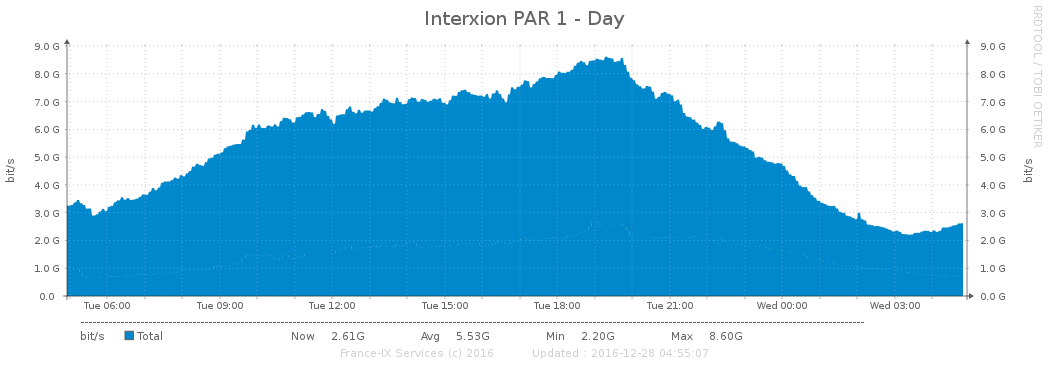 Interxion PAR 1 - Day
RRDTOOL / TOBI OETIKER
bit/s
9.0 G
8.0 G
7.0 G
6.0 G
5.0 G
4.0 G
3.0 G
2.0 G
1.0 G
0.0
9.0 G
8.0 G
7.0 G
6.0 G
5.0 G
4.0 G
3.0 G
2.0 G
1.0 G
0.0 G
bit/s
Tue 06:00 Tue 09:00 Tue 12:00 Tue 15:00 Tue 18:00 Tue 21:00 Wed 00:00 Wed 03:00
bit/s Total Now 2.61G Avg 5.53G Min 2.20G Max 8.60G
France-IX Services (c) 2016 Updated : 2016-12-28 04:55:07